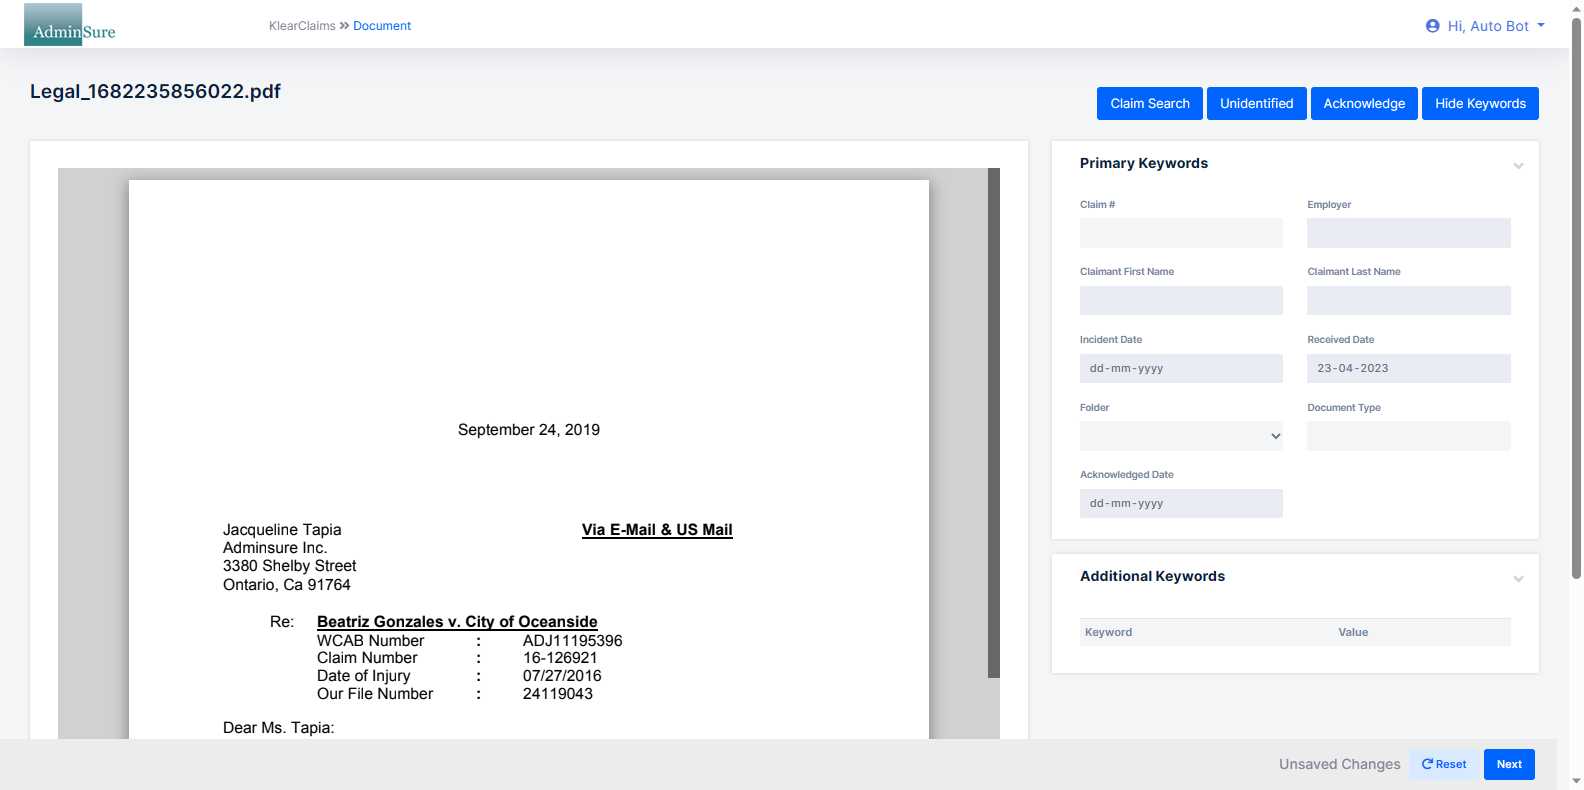 AdminSure
KlearClaims » Document
Hi, Auto Bot
Legal_1682235856022.pdf
Claim Search
Unidentified
Acknowledge
Hide Keywords
September 24, 2019
Jacqueline Tapia
Via E-Mail & US Mail
Adminsure Inc.
3380 Shelby Street
Ontario, Ca 91764
Re: Beatriz Gonzales v. City of Oceanside
WCAB Number : ADJ11195396
Claim Number : 16-126921
Date of Injury : 07/27/2016
Our File Number : 24119043
Dear Ms. Tapia:
Primary Keywords
Claim #
Employer
Claimant First Name
Claimant Last Name
Incident Date
Received Date
dd-mm-yyyy
23-04-2023
Folder
Document Type
Acknowledged Date
dd-mm-yyyy
Additional Keywords
Keyword
Value
Unsaved Changes
Reset
Next